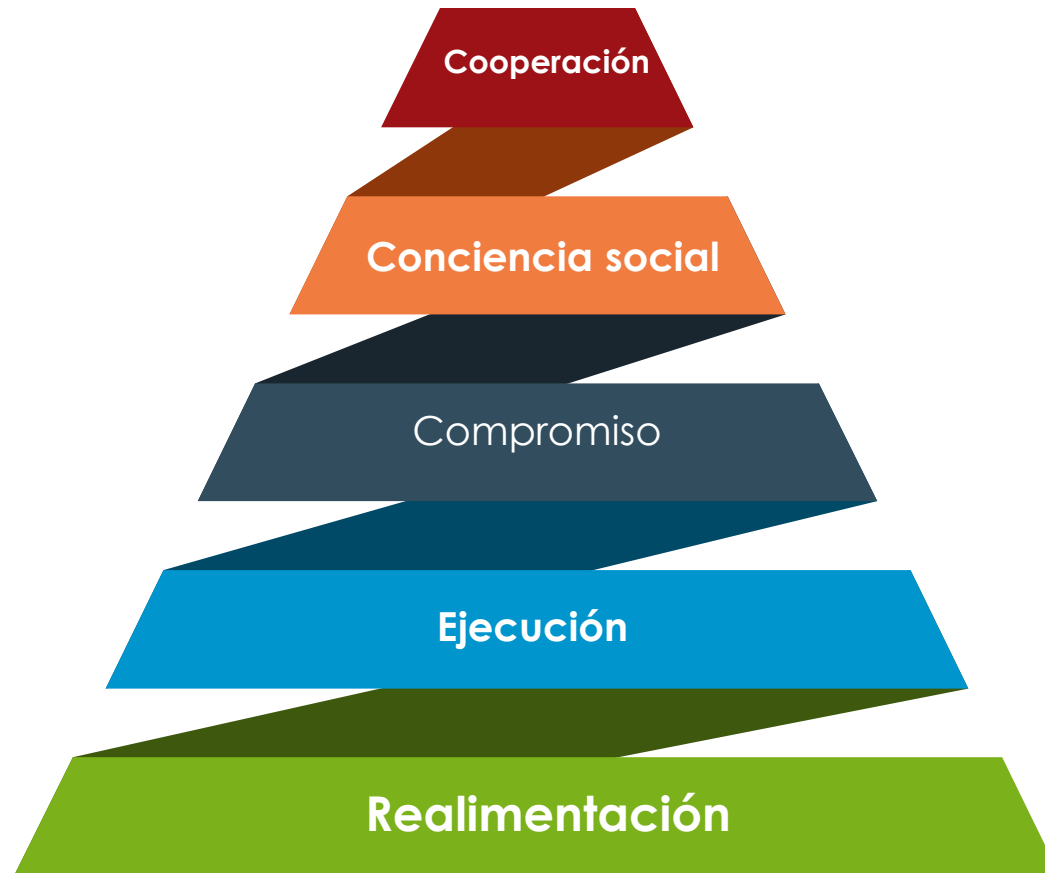 Cooperación
Conciencia social
Compromiso
Ejecución
Realimentación